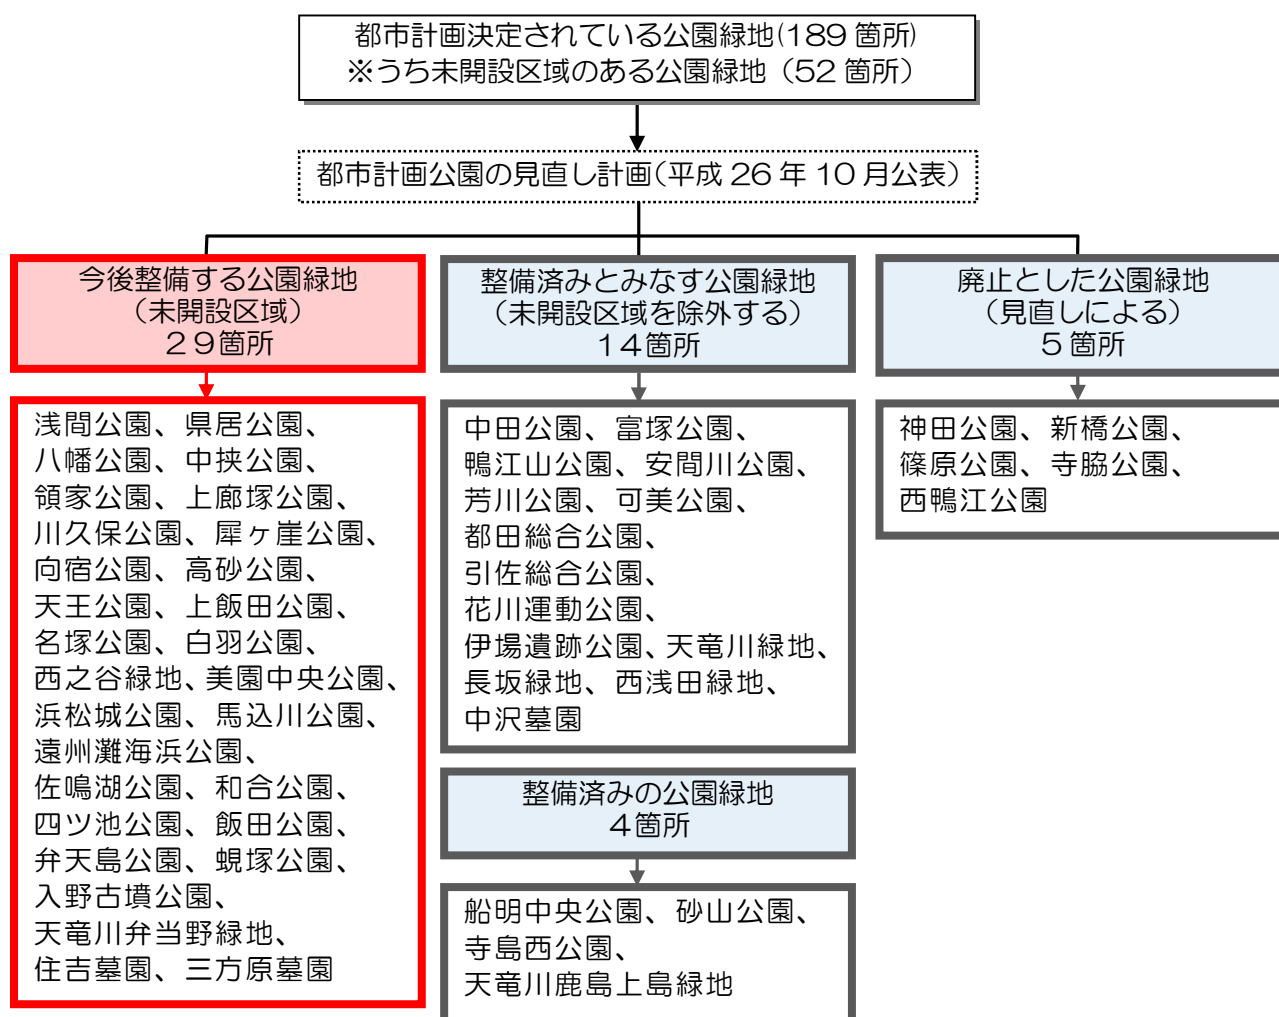 都市計画決定されている公園緑地(189 箇所)
※うち未開設区域のある公園緑地（52 箇所）
都市計画公園の見直し計画（平成 26 年 10 月公表）
今後整備する公園緑地
（未開設区域）
２９箇所
浅間公園、県居公園、
八幡公園、中挟公園、
領家公園、上廊塚公園、
川久保公園、犀ヶ崖公園、
向宿公園、高砂公園、
天王公園、上飯田公園、
名塚公園、白羽公園、
西之谷緑地、美園中央公園、
浜松城公園、馬込川公園、
遠州灘海浜公園、
佐鳴湖公園、和合公園、
四ツ池公園、飯田公園、
弁天島公園、蜆塚公園、
入野古墳公園、
天竜川弁当野緑地、
住吉墓園、三方原墓園
整備済みとみなす公園緑地
（未開設区域を除外する）
14箇所
中田公園、富塚公園、
鴨江山公園、安間川公園、
芳川公園、可美公園、
都田総合公園、
引佐総合公園、
花川運動公園、
伊場遺跡公園、天竜川緑地、
長坂緑地、西浅田緑地、
中沢墓園
整備済みの公園緑地
４箇所
船明中央公園、砂山公園、
寺島西公園、
天竜川鹿島上島緑地
廃止とした公園緑地
（見直しによる）
５箇所
神田公園、新橋公園、
篠原公園、寺脇公園、
西鴨江公園